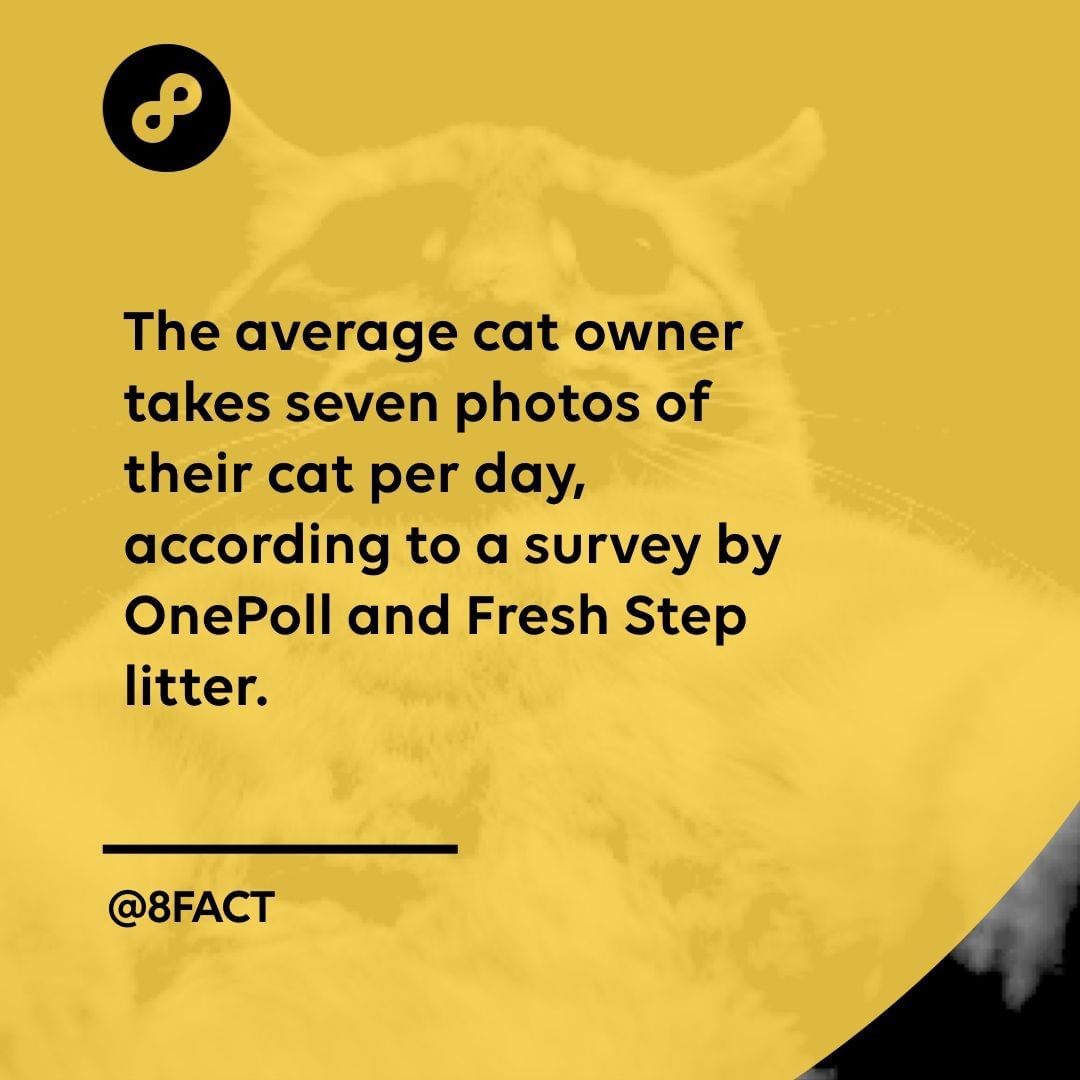 The average cat owner
takes seven photos of
their cat per day,
according to a survey by
OnePoll and Fresh Step
litter.
@8FACT